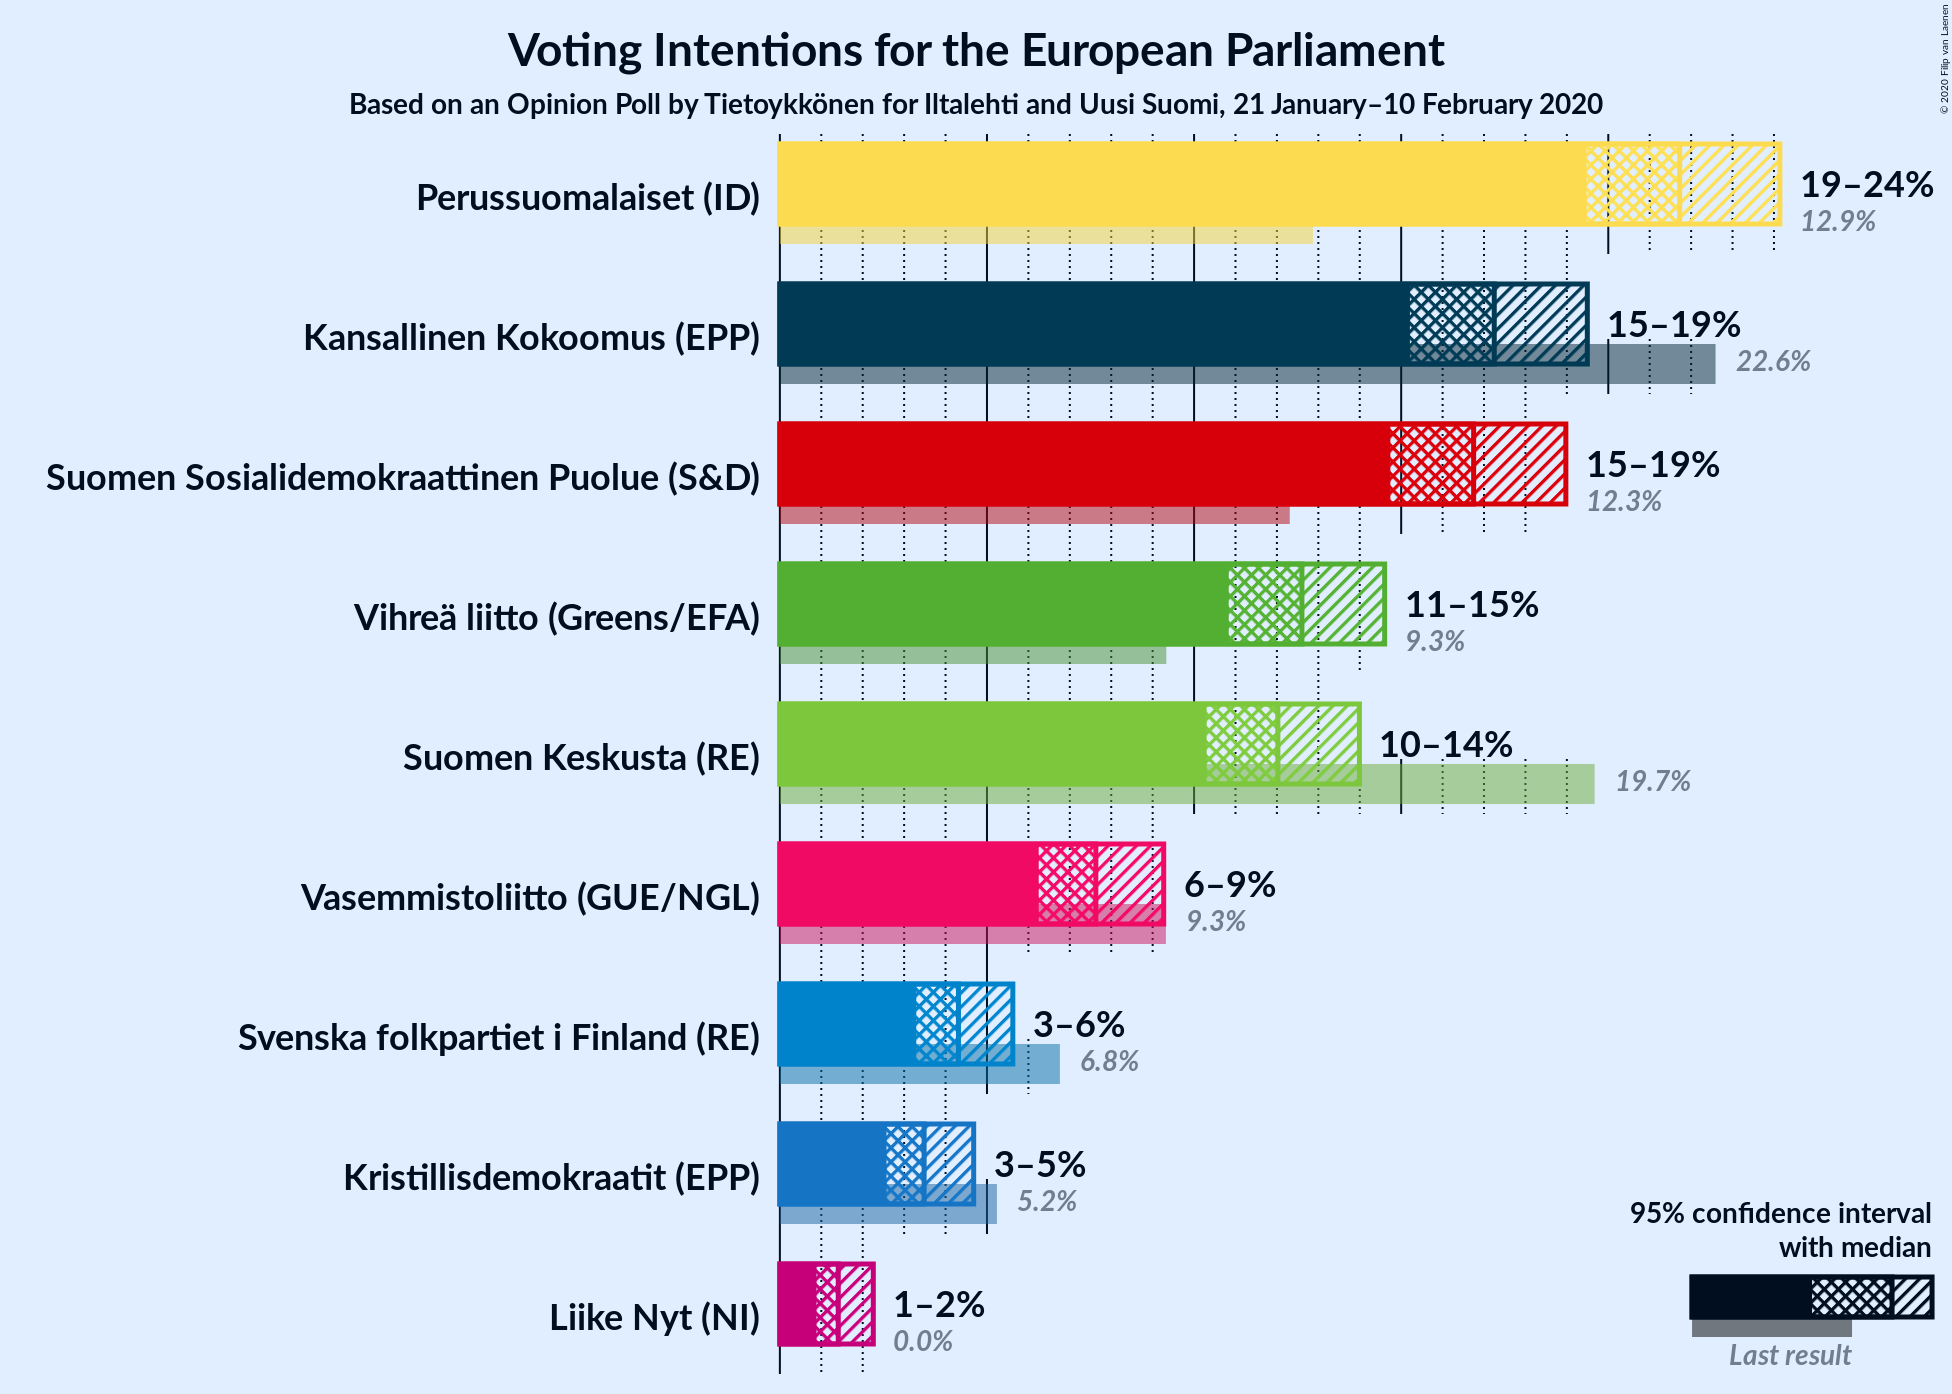 Voting Intentions for the European Parliament
Based on an Opinion Poll by Tietoykkönen for Iltalehti and Uusi Suomi, 21 January–10 February 2020
© 2020 Filip van Laenen
Perussuomalaiset (ID)
19–24%
12.9%
Kansallinen Kokoomus (EPP)
15–19%
22.6%
Suomen Sosialidemokraattinen Puolue (S&D)
15–19%
12.3%
Vihreä liitto (Greens/EFA)
11–15%
9.3%
Suomen Keskusta (RE)
10–14%
19.7%
Vasemmistoliitto (GUE/NGL)
6–9%
9.3%
Svenska folkpartiet i Finland (RE)
3–6%
6.8%
Kristillisdemokraatit (EPP)
3–5%
5.2%
Liike Nyt (NI)
1–2%
0.0%
95% confidence interval
with median
Last result